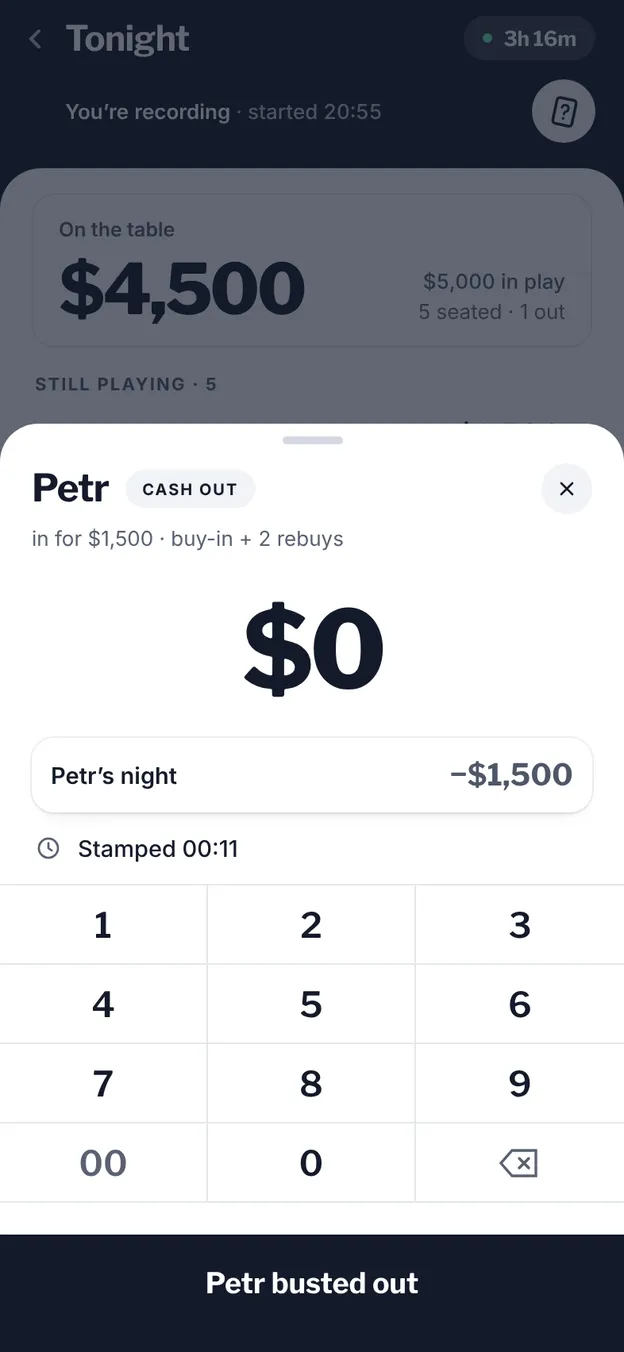 Tonight
3h 16m
You’re recording · started 20:55
?
On the table
$4,500
$5,000 in play
5 seated · 1 out
STILL PLAYING · 5
Petr
CASH OUT
in for $1,500 · buy-in + 2 rebuys
$0
Petr’s night
−$1,500
Stamped 00:11
1 2 3
4 5 6
7 8 9
00 0
Petr busted out